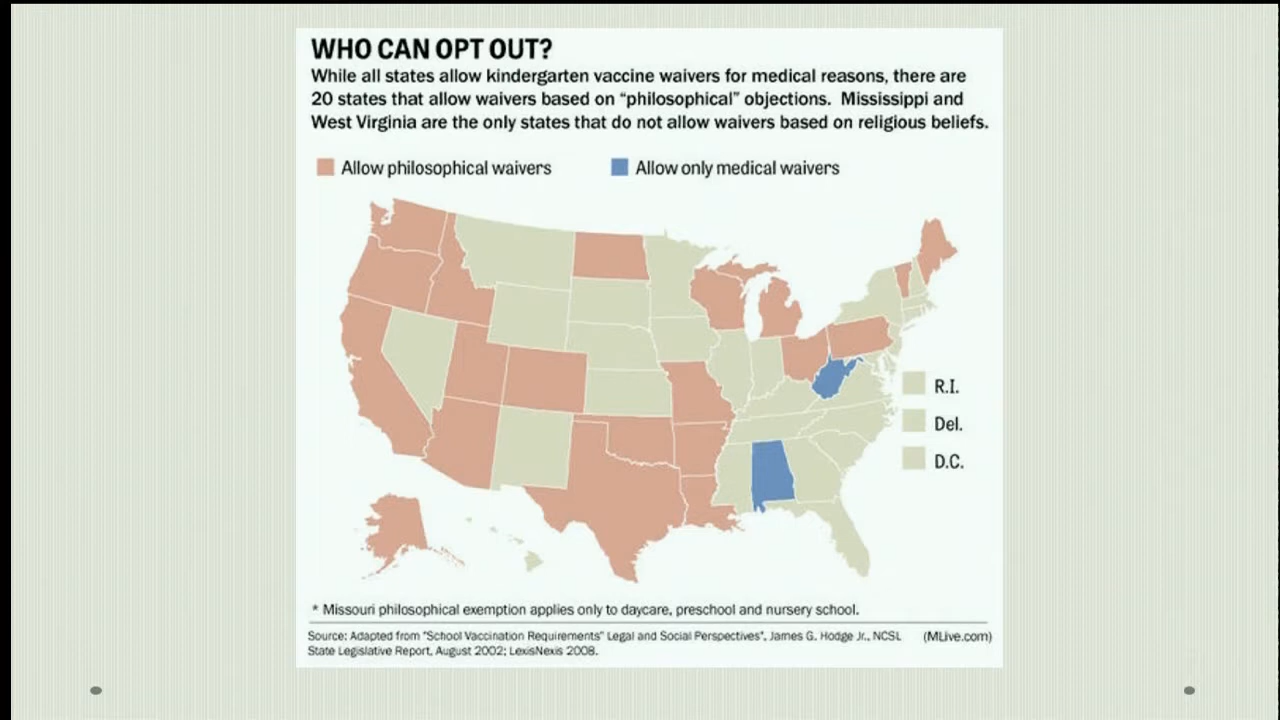 WHO CAN OPT OUT?
While all states allow kindergarten vaccine waivers for medical reasons, there are
20 states that allow waivers based on “philosophical” objections.  Mississippi and
West Virginia are the only states that do not allow waivers based on religious beliefs.
Allow philosophical waivers
Allow only medical waivers
R.I.
Del.
D.C.
* Missouri philosophical exemption applies only to daycare, preschool and nursery school.
Source: Adapted from "School Vaccination Requirements" Legal and Social Perspectives", James G. Hodge Jr., NCSL
(MLive.com)
State Legislative Report, August 2002; LexisNexis 2008.